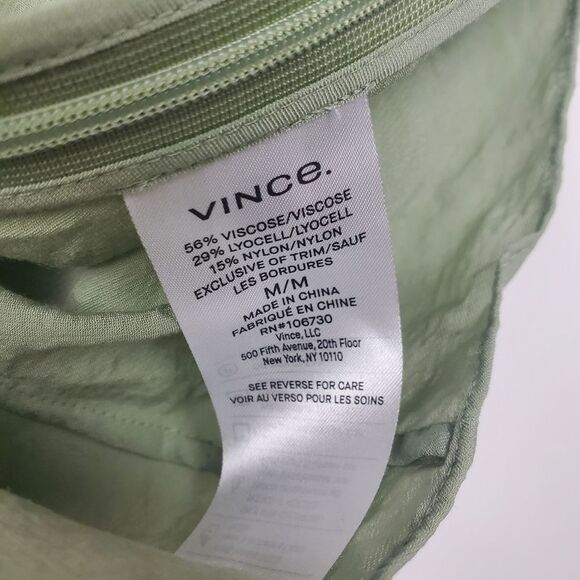 VINCE.
56% VISCOSE/VISCOSE
29% LYOCELL/LYOCELL
15% NYLON/NYLON
EXCLUSIVE OF TRIM/SAUF
LES BORDURES
M/M
MADE IN CHINA
FABRIQUÉ EN CHINE
RN#106730
Vince, LLC
500 Fifth Avenue, 20th Floor
New York, NY 10110
SEE REVERSE FOR CARE
VOIR AU VERSO POUR LES SOINS